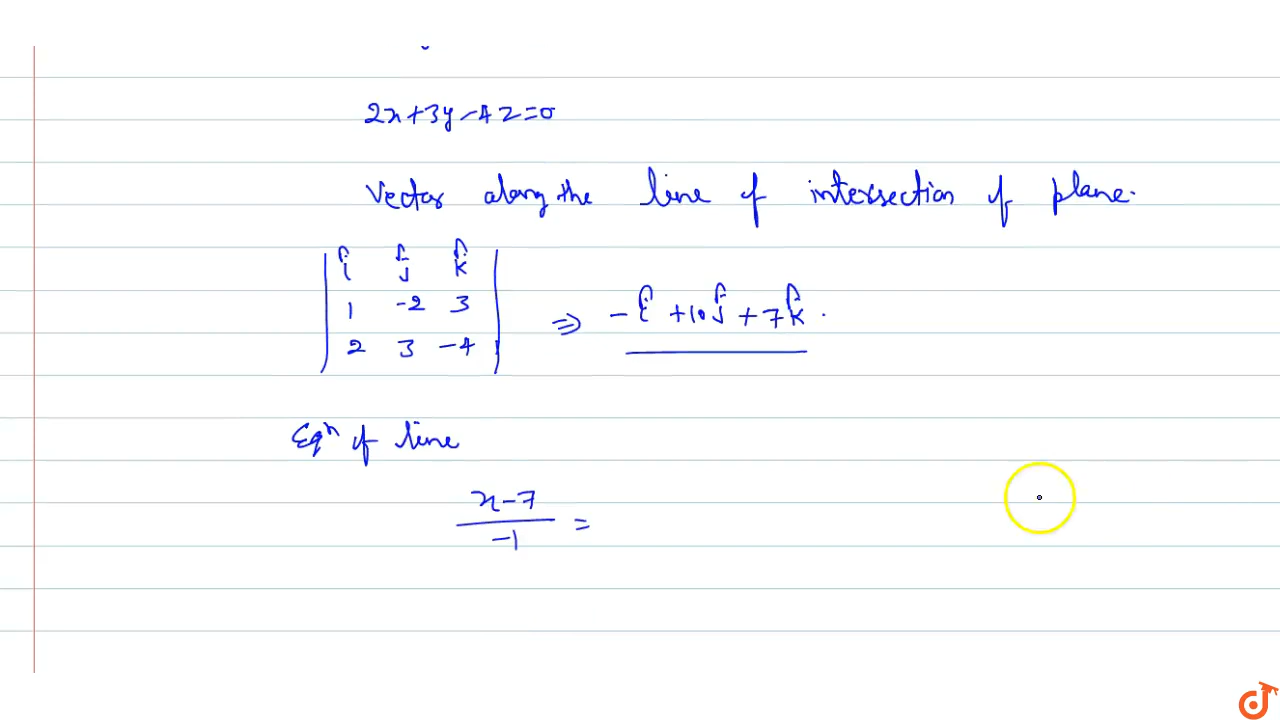 2x+3y-4z=0
Vector along the line of intersection of plane.
| î ĵ k̂ |
| 1 -2 3 | ⇒ -î +10ĵ +7k̂.
| 2 3 -4 |
Eqⁿ of line
x-7
-1 =
d